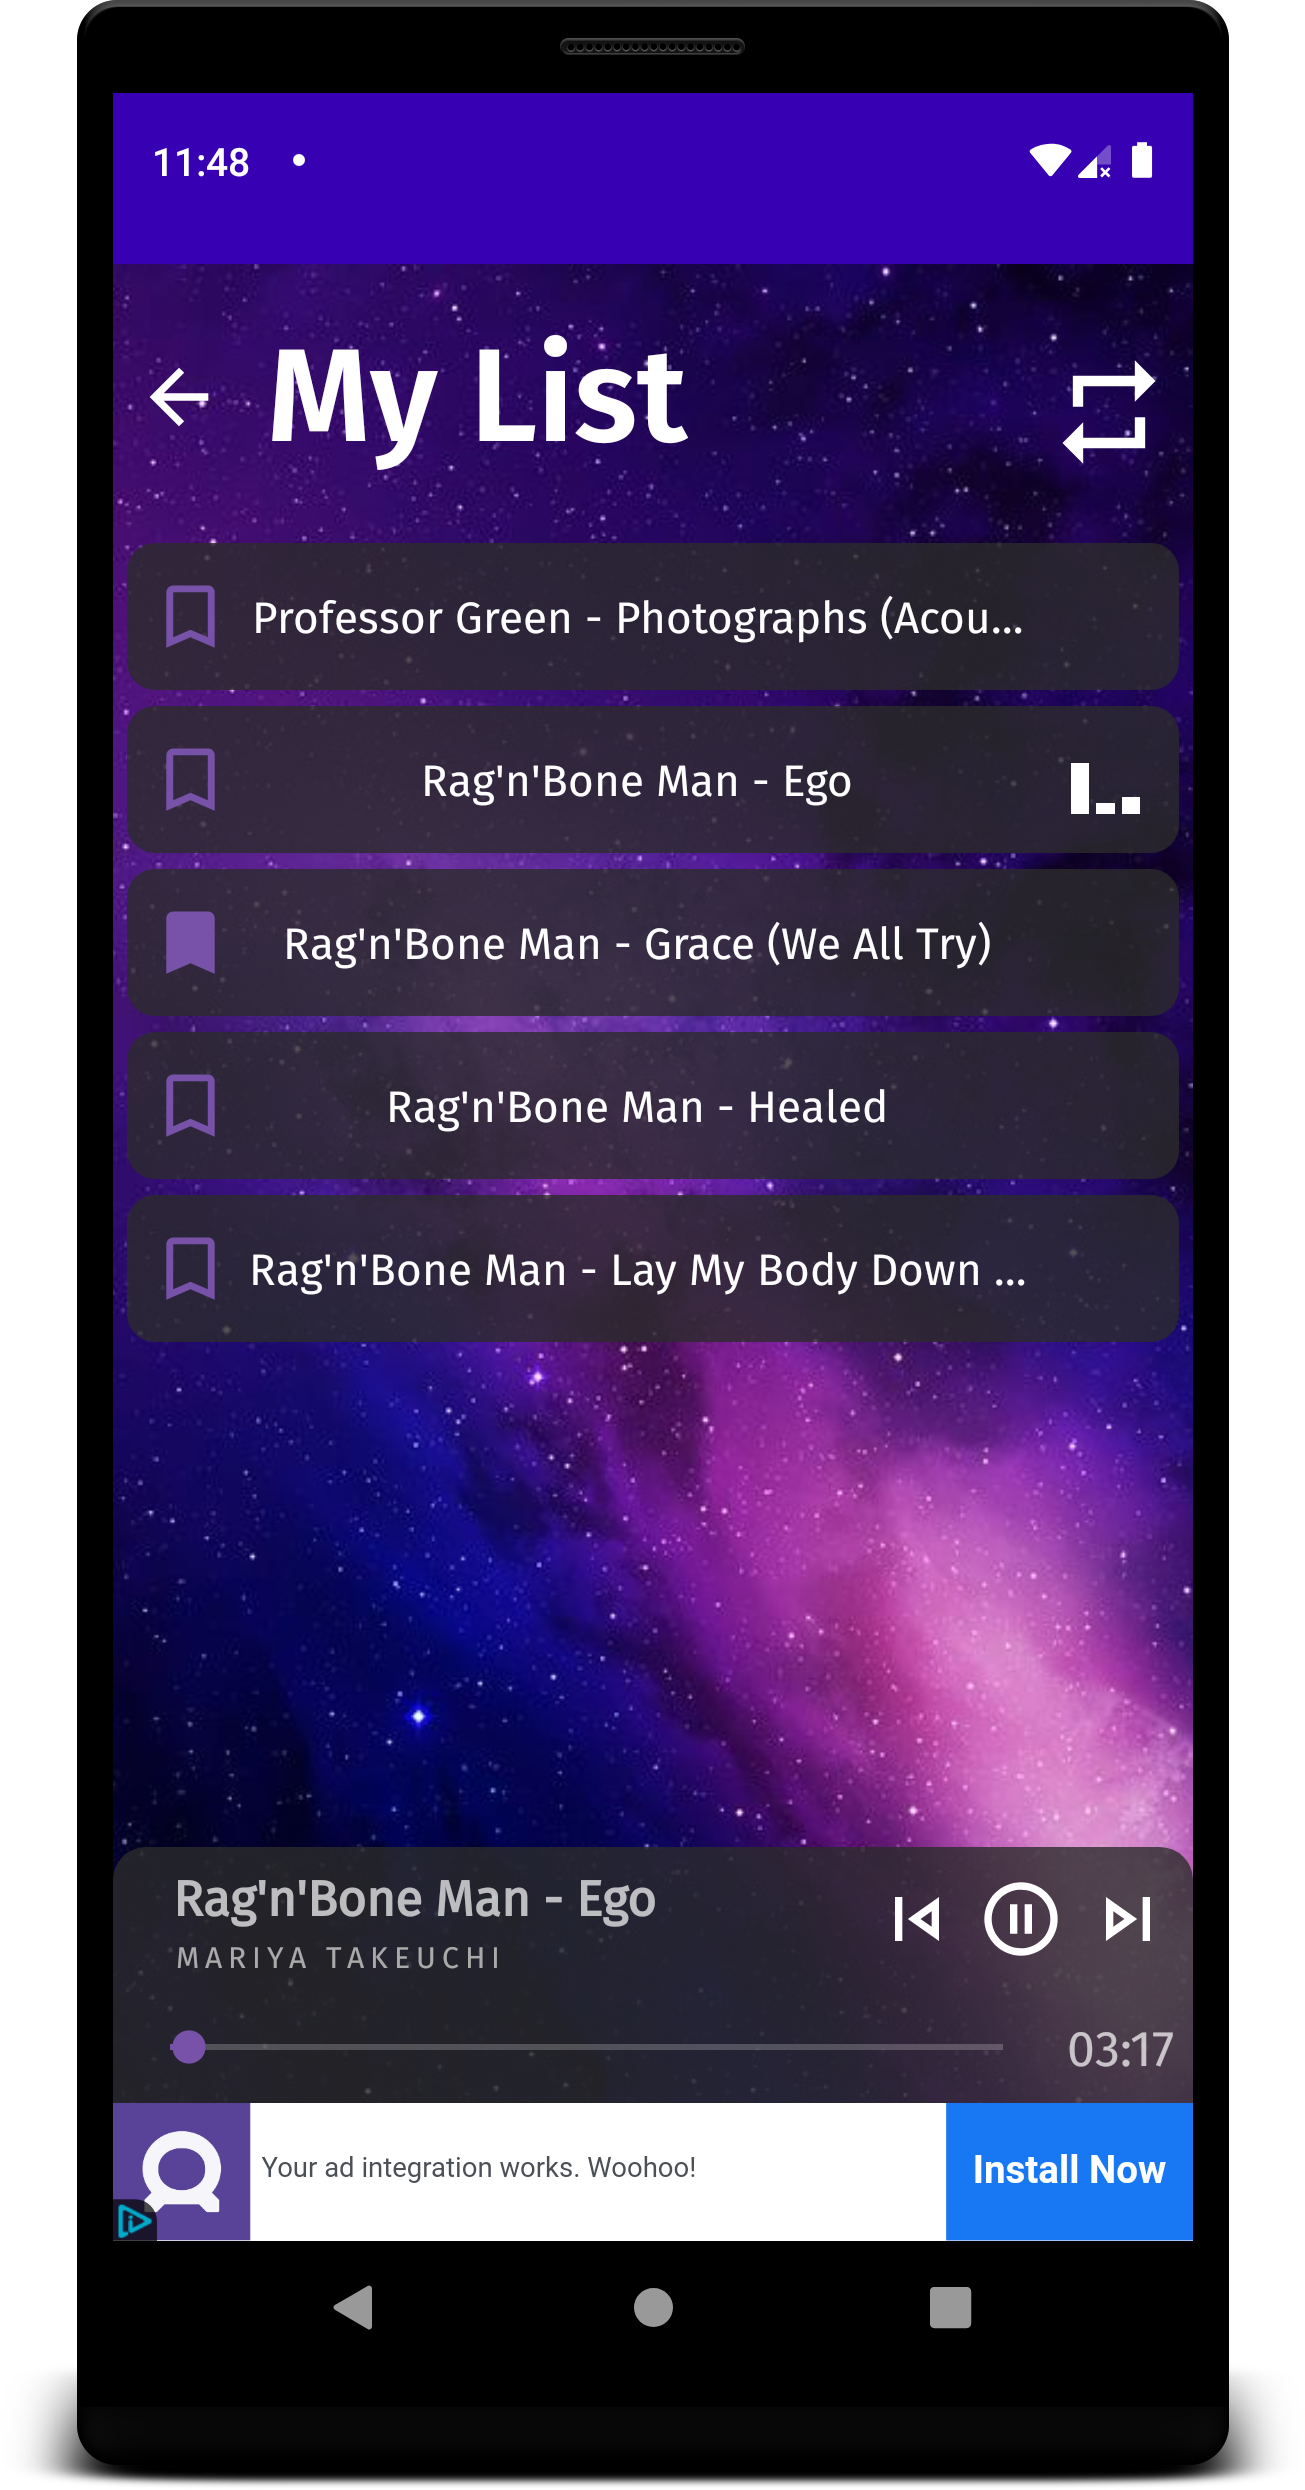 11:48
My List
Professor Green - Photographs (Acou...
Rag'n'Bone Man - Ego
Rag'n'Bone Man - Grace (We All Try)
Rag'n'Bone Man - Healed
Rag'n'Bone Man - Lay My Body Down ...
Rag'n'Bone Man - Ego
MARIYA TAKEUCHI
03:17
Your ad integration works. Woohoo!
Install Now